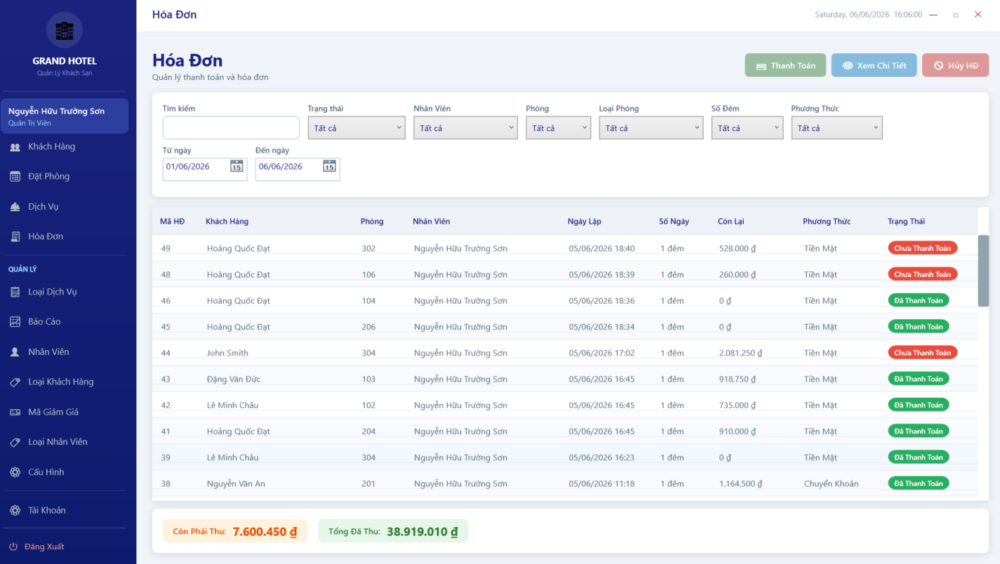 GRAND HOTEL
Quản Lý Khách Sạn
Nguyễn Hữu Trường Sơn
Quản Trị Viên
Khách Hàng
Đặt Phòng
Dịch Vụ
Hóa Đơn
QUẢN LÝ
Loại Dịch Vụ
Báo Cáo
Nhân Viên
Loại Khách Hàng
Mã Giảm Giá
Loại Nhân Viên
Cấu Hình
Tài Khoản
Đăng Xuất
Hóa Đơn
Saturday, 06/06/2026 16:06:00
Hóa Đơn
Quản lý thanh toán và hóa đơn
Thanh Toán Xem Chi Tiết Hủy HĐ
Tìm kiếm Trạng thái Nhân Viên Phòng Loại Phòng Số Đêm Phương Thức
Tất cả Tất cả Tất cả Tất cả Tất cả Tất cả
Từ ngày Đến ngày
01/06/2026 15 06/06/2026 15
Mã HĐ Khách Hàng Phòng Nhân Viên Ngày Lập Số Ngày Còn Lại Phương Thức Trạng Thái
49 Hoàng Quốc Đạt 302 Nguyễn Hữu Trường Sơn 05/06/2026 18:40 1 đêm 528.000 ₫ Tiền Mặt Chưa Thanh Toán
48 Hoàng Quốc Đạt 106 Nguyễn Hữu Trường Sơn 05/06/2026 18:39 1 đêm 260.000 ₫ Tiền Mặt Chưa Thanh Toán
46 Hoàng Quốc Đạt 104 Nguyễn Hữu Trường Sơn 05/06/2026 18:36 1 đêm 0 ₫ Tiền Mặt Đã Thanh Toán
45 Hoàng Quốc Đạt 206 Nguyễn Hữu Trường Sơn 05/06/2026 18:34 1 đêm 0 ₫ Tiền Mặt Đã Thanh Toán
44 John Smith 304 Nguyễn Hữu Trường Sơn 05/06/2026 17:02 1 đêm 2.081.250 ₫ Tiền Mặt Chưa Thanh Toán
43 Đặng Văn Đức 103 Nguyễn Hữu Trường Sơn 05/06/2026 16:45 1 đêm 918.750 ₫ Tiền Mặt Đã Thanh Toán
42 Lê Minh Châu 102 Nguyễn Hữu Trường Sơn 05/06/2026 16:45 1 đêm 735.000 ₫ Tiền Mặt Đã Thanh Toán
41 Hoàng Quốc Đạt 204 Nguyễn Hữu Trường Sơn 05/06/2026 16:45 1 đêm 910.000 ₫ Tiền Mặt Đã Thanh Toán
39 Lê Minh Châu 304 Nguyễn Hữu Trường Sơn 05/06/2026 16:23 1 đêm 0 ₫ Tiền Mặt Đã Thanh Toán
38 Nguyễn Văn An 201 Nguyễn Hữu Trường Sơn 05/06/2026 11:18 1 đêm 1.164.500 ₫ Chuyển Khoản Đã Thanh Toán
Còn Phải Thu: 7.600.450 ₫ Tổng Đã Thu: 38.919.010 ₫